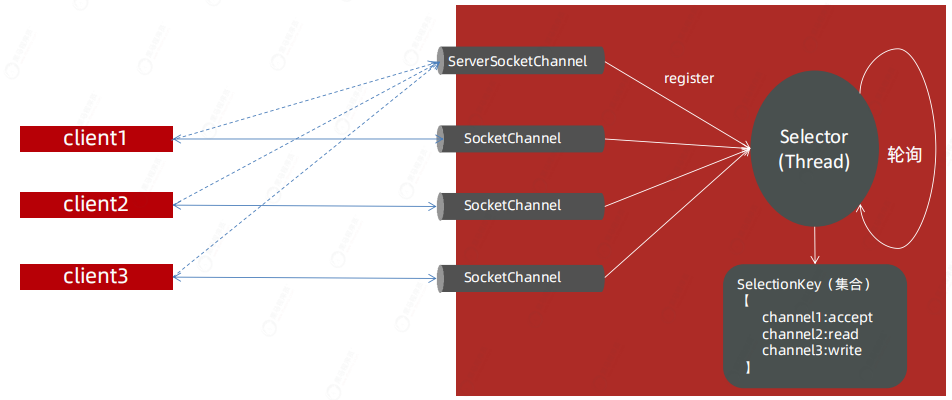 ServerSocketChannel
register
client1
SocketChannel
Selector
(Thread)
轮询
client2
SocketChannel
client3
SocketChannel
SelectionKey（集合）
【
channel1:accept
channel2:read
channel3:write
】